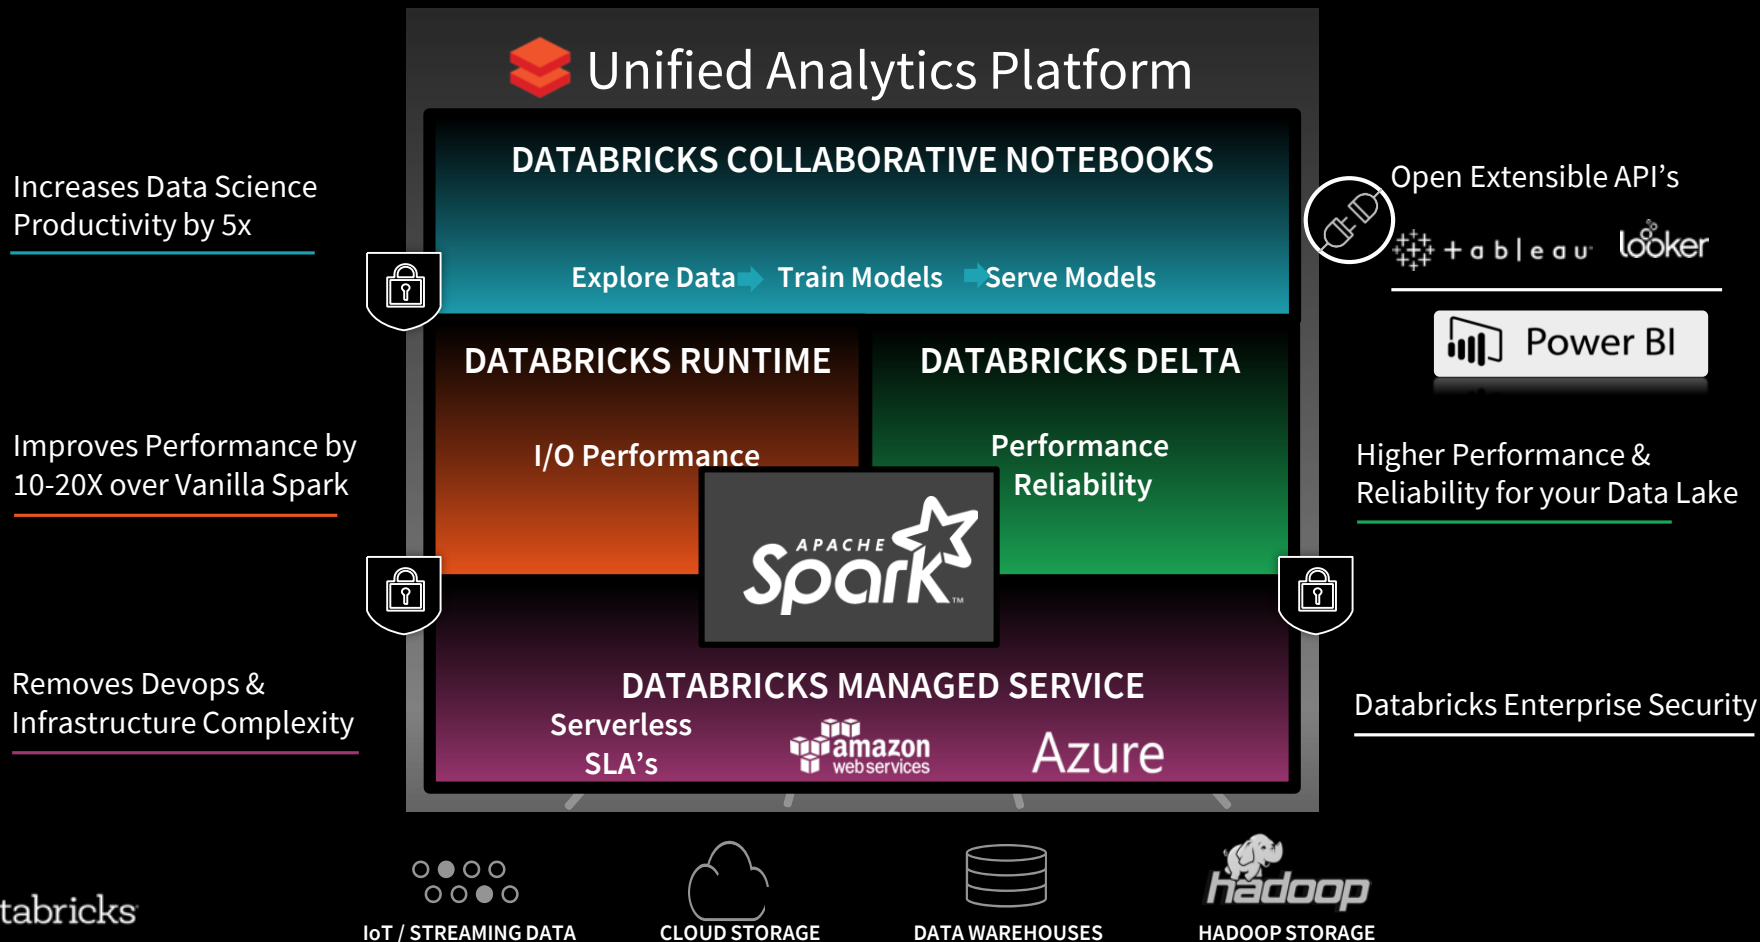 Unified Analytics Platform
DATABRICKS COLLABORATIVE NOTEBOOKS
Explore Data
Train Models
Serve Models
Increases Data Science
Productivity by 5x
Open Extensible API's
+ableau
looker
Power BI
DATABRICKS RUNTIME
I/O Performance
DATABRICKS DELTA
Performance
Reliability
Improves Performance by
10-20X over Vanilla Spark
Higher Performance &
Reliability for your Data Lake
APACHE
Spark™
DATABRICKS MANAGED SERVICE
Serverless
SLA's
amazon
webservices
Azure
Removes Devops &
Infrastructure Complexity
Databricks Enterprise Security
tabricks
IoT / STREAMING DATA
CLOUD STORAGE
DATA WAREHOUSES
hadoop
HADOOP STORAGE